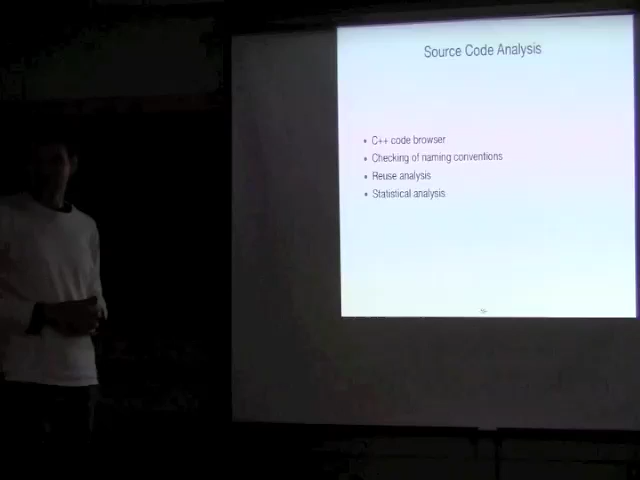 Source Code Analysis
• C++ code browser
• Checking of naming conventions
• Reuse analysis
• Statistical analysis